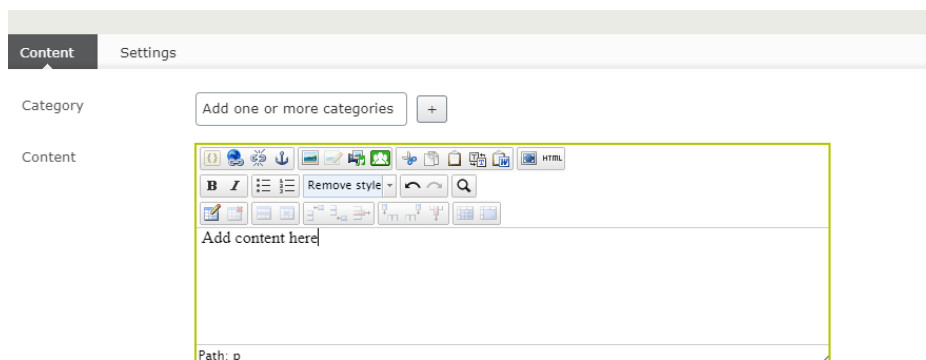 Content Settings
Category Add one or more categories +
Content
HTML
B I Remove style
Add content here
Path: p